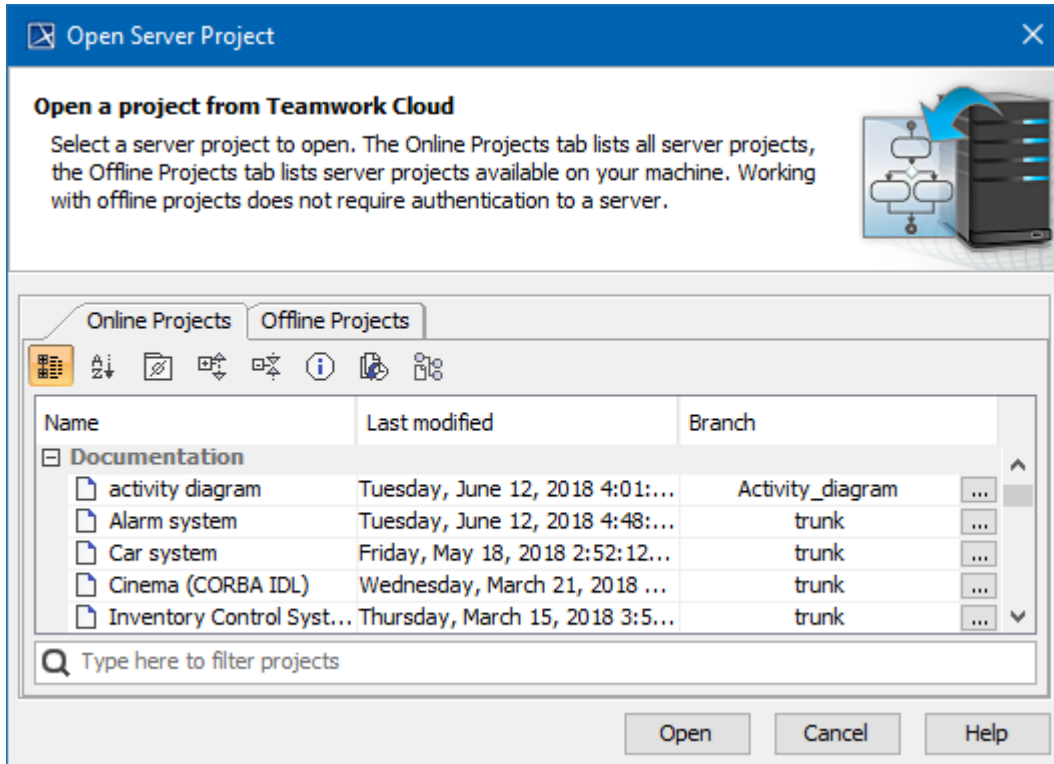 Open Server Project
Open a project from Teamwork Cloud
Select a server project to open. The Online Projects tab lists all server projects,
the Offline Projects tab lists server projects available on your machine. Working
with offline projects does not require authentication to a server.
Online Projects Offline Projects
Name Last modified Branch
Documentation
activity diagram Tuesday, June 12, 2018 4:01:... Activity_diagram ...
Alarm system Tuesday, June 12, 2018 4:48:... trunk ...
Car system Friday, May 18, 2018 2:52:12... trunk ...
Cinema (CORBA IDL) Wednesday, March 21, 2018 ... trunk ...
Inventory Control Syst... Thursday, March 15, 2018 3:5... trunk ...
Type here to filter projects
Open Cancel Help